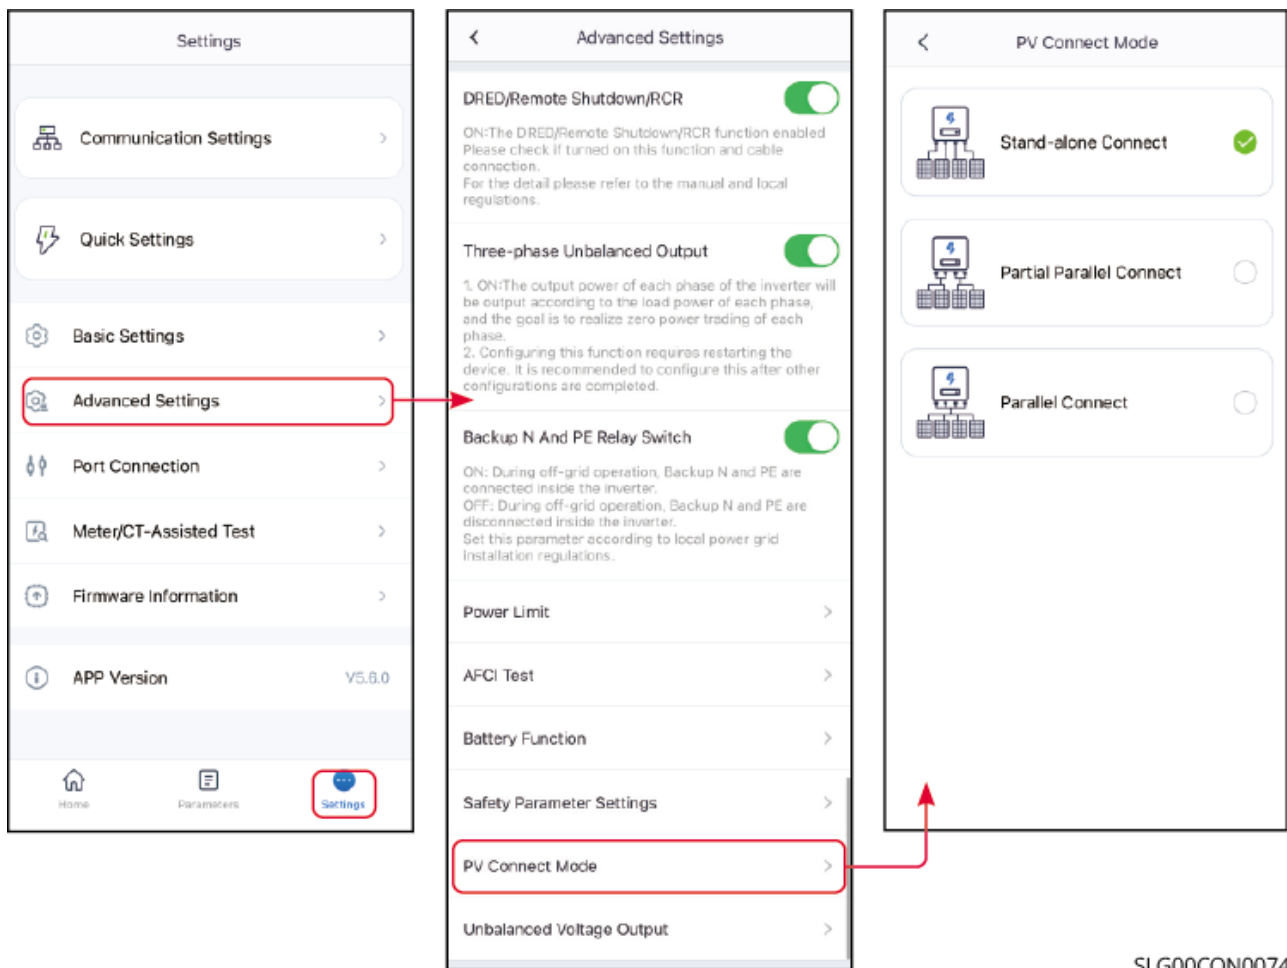 Settings
Communication Settings
Quick Settings
Basic Settings
Advanced Settings
Port Connection
Meter/CT-Assisted Test
Firmware Information
APP Version V5.6.0
Home Parameters Settings
Advanced Settings
DRED/Remote Shutdown/RCR
ON:The DRED/Remote Shutdown/RCR function enabled
Please check if turned on this function and cable
connection.
For the detail please refer to the manual and local
regulations.
Three-phase Unbalanced Output
1. ON:The output power of each phase of the inverter will
be output according to the load power of each phase,
and the goal is to realize zero power trading of each
phase.
2. Configuring this function requires restarting the
device. It is recommended to configure this after other
configurations are completed.
Backup N And PE Relay Switch
ON: During off-grid operation, Backup N and PE are
connected inside the inverter.
OFF: During off-grid operation, Backup N and PE are
disconnected inside the inverter.
Set this parameter according to local power grid
installation regulations.
Power Limit
AFCI Test
Battery Function
Safety Parameter Settings
PV Connect Mode
Unbalanced Voltage Output
PV Connect Mode
Stand-alone Connect
Partial Parallel Connect
Parallel Connect
SLG00CON0074